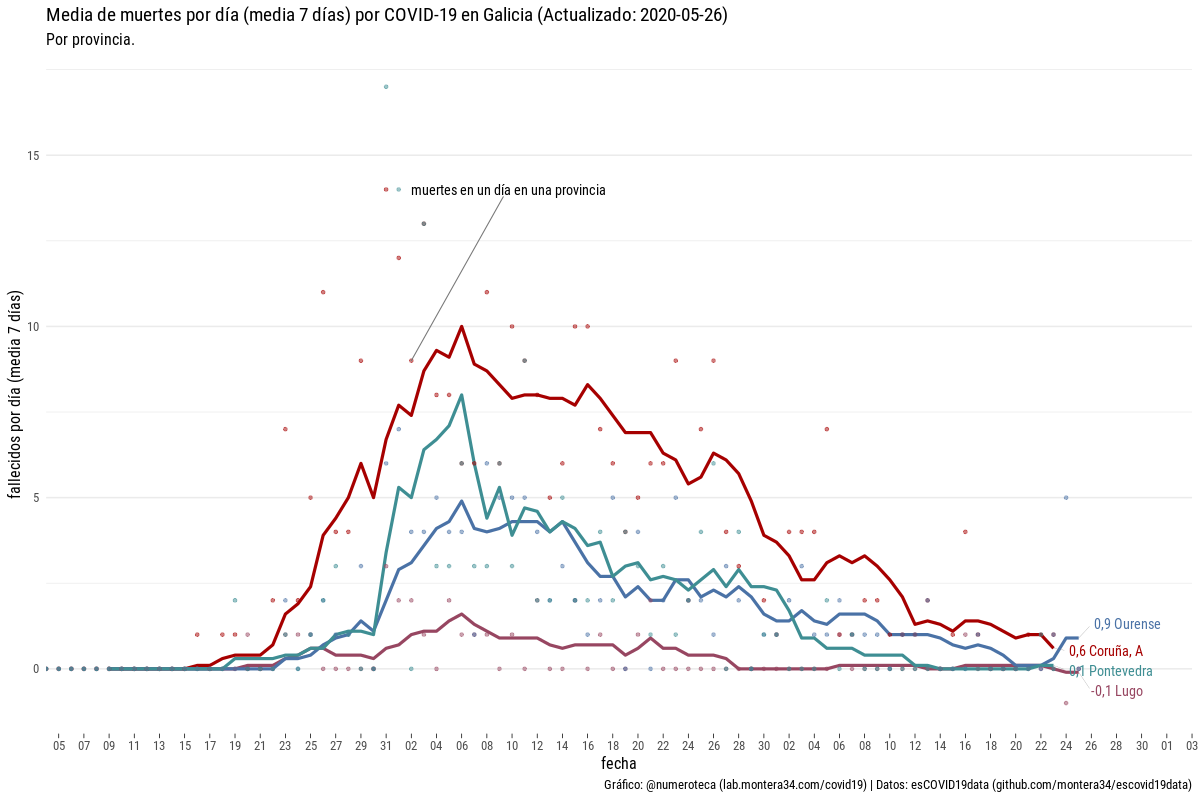 Media de muertes por día (media 7 días) por COVID-19 en Galicia (Actualizado: 2020-05-26)
Por provincia.
15
muertes en un día en una provincia
10
fallecidos por día (media 7 días)
5
0,9 Ourense
0,6 Coruña, A
0
0,1 Pontevedra
-0,1 Lugo
05 07 09 11 13 15 17 19 21 23 25 27 29 31 02 04 06 08 10 12 14 16 18 20 22 24 26 28 30 02 04 06 08 10 12 14 16 18 20 22 24 26 28 30 01 03
fecha
Gráfico: @numeroteca (lab.montera34.com/covid19) | Datos: esCOVID19data (github.com/montera34/escovid19data)